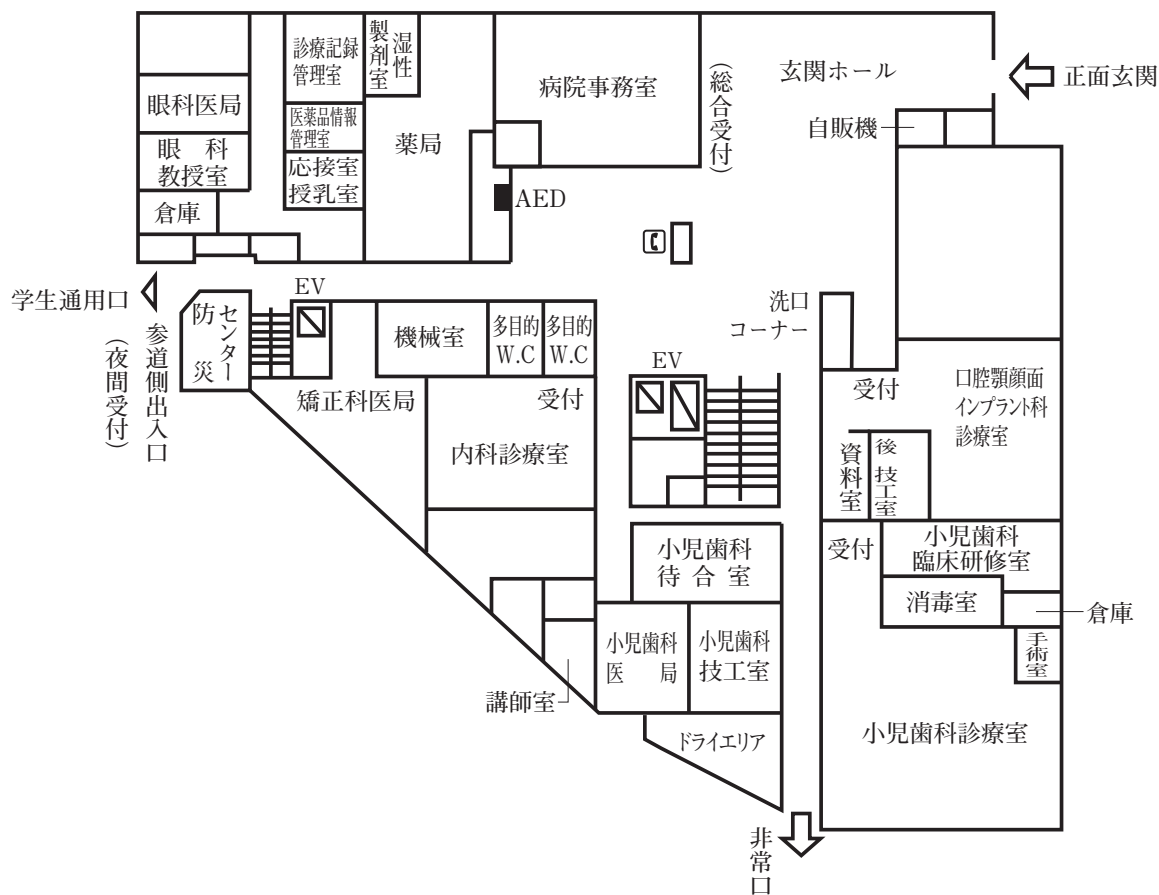 診療記録
管理室
製剤室
湿性
病院事務室
(総合受付)
玄関ホール
正面玄関
自販機
眼科医局
医薬品情報
管理室
薬局
眼科
教授室
応接室
授乳室
倉庫
AED
学生通用口
参道側出入口
(夜間受付)
防災
センター
EV
機械室
多目的
W.C
多目的
W.C
洗口
コーナー
EV
矯正科医局
受付
内科診療室
受付
口腔顎顔面
インプラント科
診療室
資料室
後技工室
小児歯科
待合室
受付
小児歯科
臨床研修室
消毒室
倉庫
手術室
小児歯科
医局
小児歯科
技工室
講師室
ドライエリア
小児歯科診療室
非常口